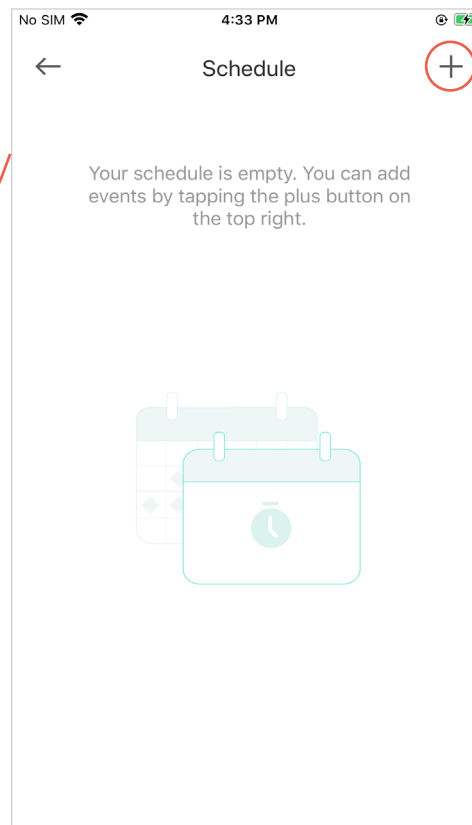 No SIM 4:33 PM
Schedule
Your schedule is empty. You can add
events by tapping the plus button on
the top right.